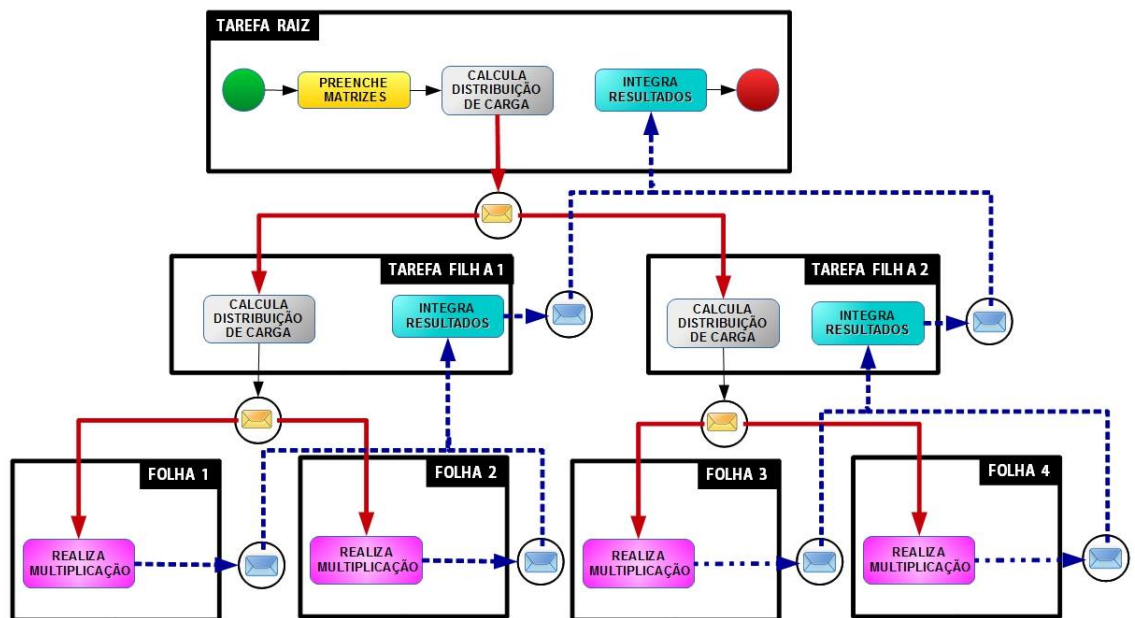 TAREFA RAIZ
PREENCHE
MATRIZES
CALCULA
DISTRIBUIÇÃO
DE CARGA
INTEGRA
RESULTADOS
TAREFA FILHA 1
CALCULA
DISTRIBUIÇÃO
DE CARGA
INTEGRA
RESULTADOS
TAREFA FILHA 2
CALCULA
DISTRIBUIÇÃO
DE CARGA
INTEGRA
RESULTADOS
FOLHA 1
REALIZA
MULTIPLICAÇÃO
FOLHA 2
REALIZA
MULTIPLICAÇÃO
FOLHA 3
REALIZA
MULTIPLICAÇÃO
FOLHA 4
REALIZA
MULTIPLICAÇÃO